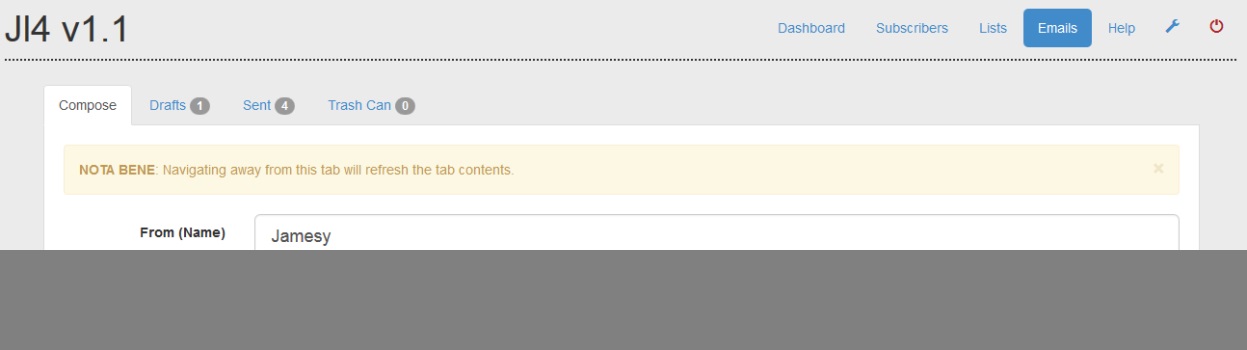 Jl4 v1.1
Dashboard Subscribers Lists Emails Help
Compose Drafts 1 Sent 4 Trash Can 0
NOTA BENE: Navigating away from this tab will refresh the tab contents. ×
From (Name) Jamesy